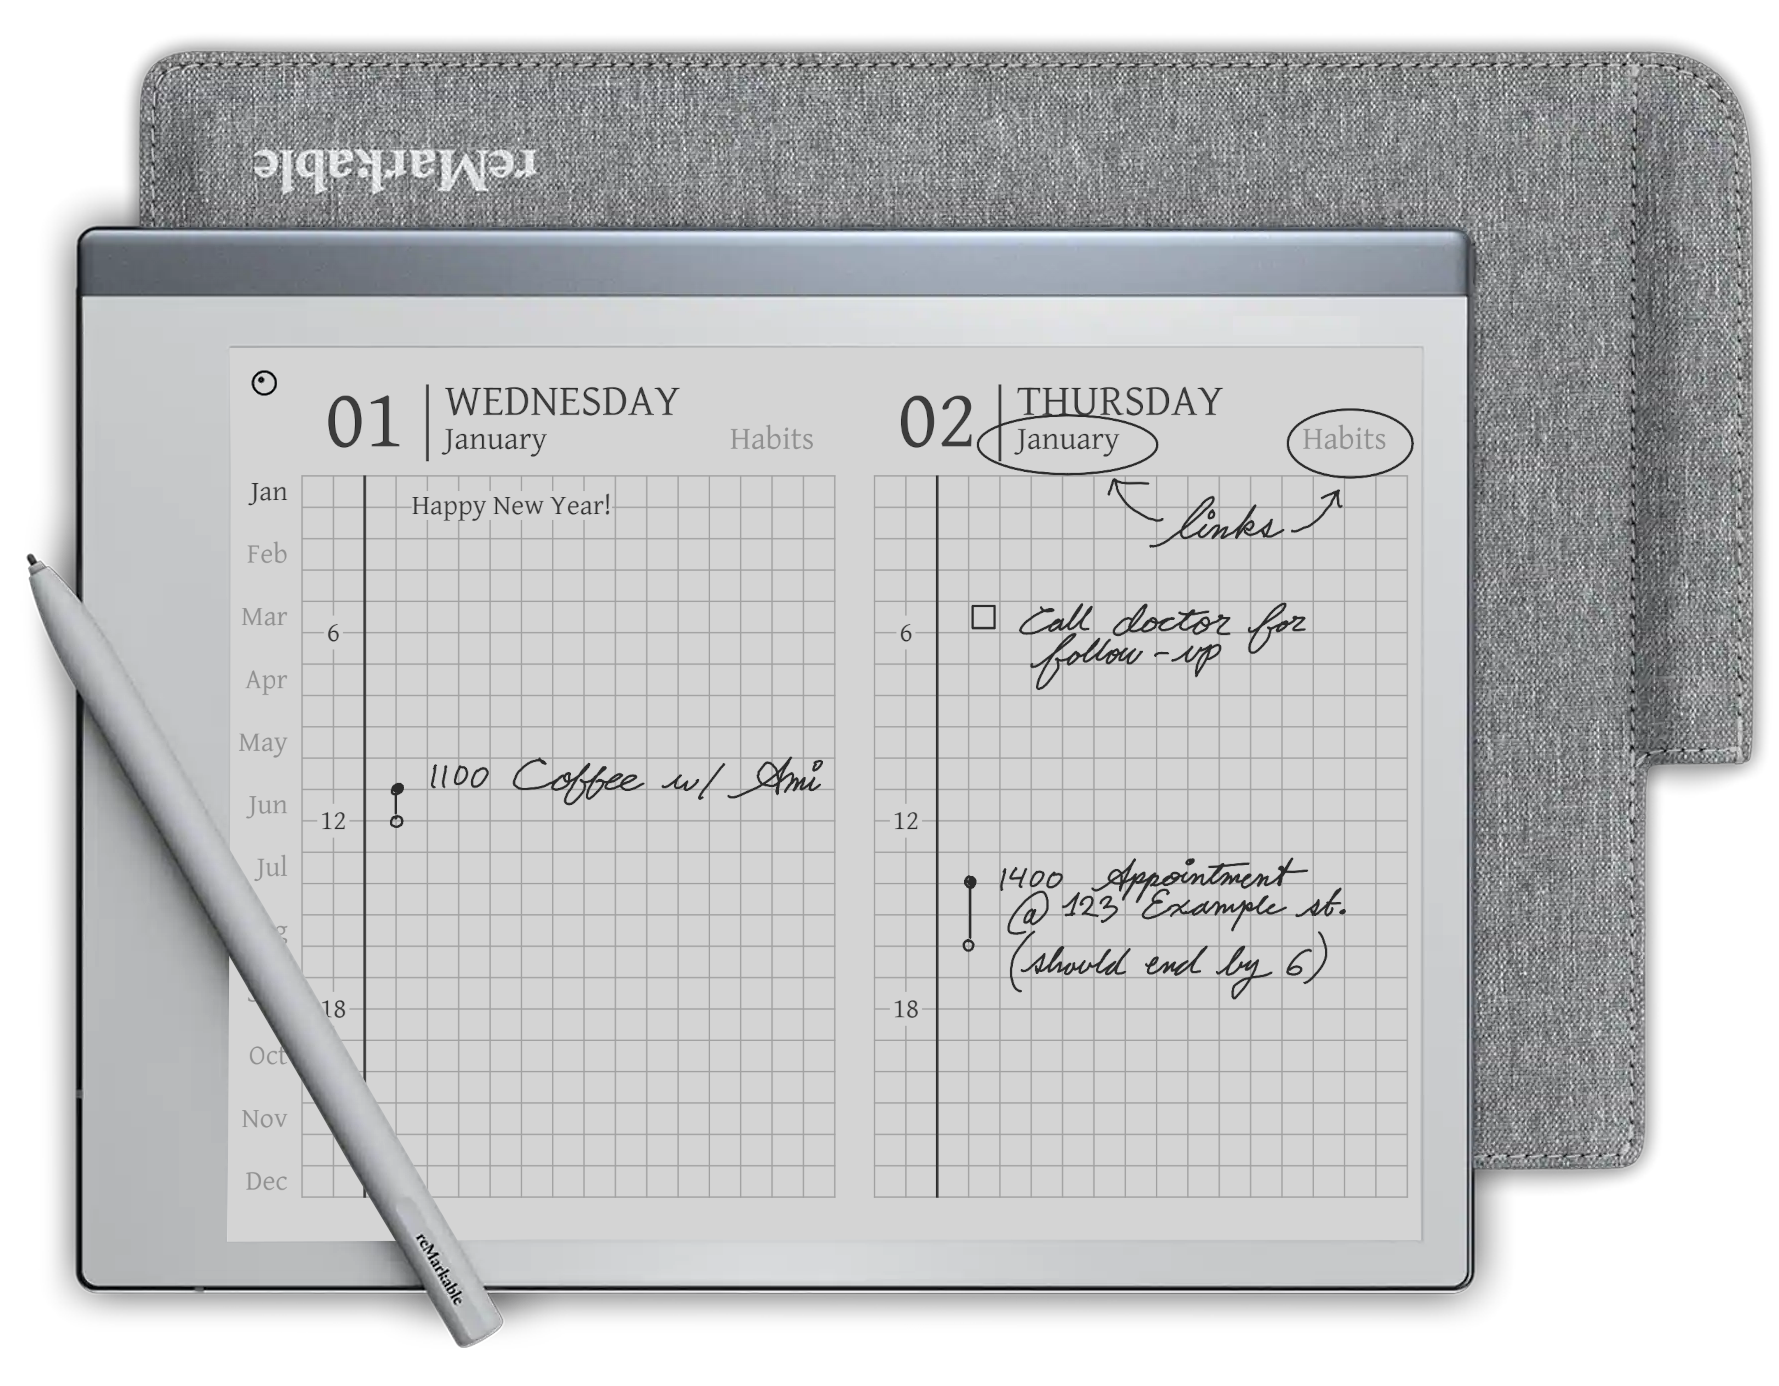 reMarkable
01 WEDNESDAY
January Habits
02 THURSDAY
January Habits
Jan
Feb
Mar
Apr
May
Jun
Jul
Oct
Nov
Dec
Happy New Year!
6
1100 Coffee w/ Ami
12
18
links
6
Call doctor for
follow-up
12
1400 Appointment
@ 123 Example st.
(should end by 6)
18
reMarkable